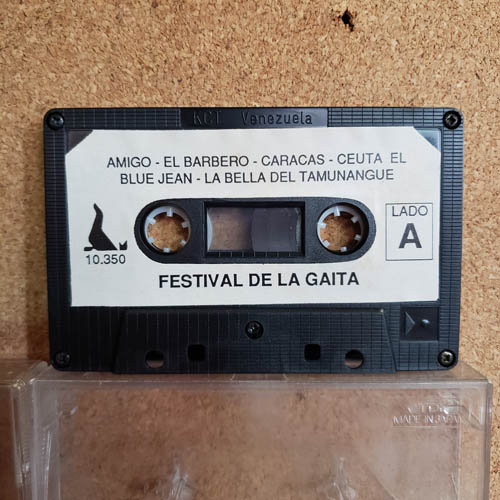 KCT Venezuela
AMIGO - EL BARBERO - CARACAS - CEUTA EL
BLUE JEAN - LA BELLA DEL TAMUNANGUE
LADO
A
10.350
FESTIVAL DE LA GAITA
MADE IN JAPAN